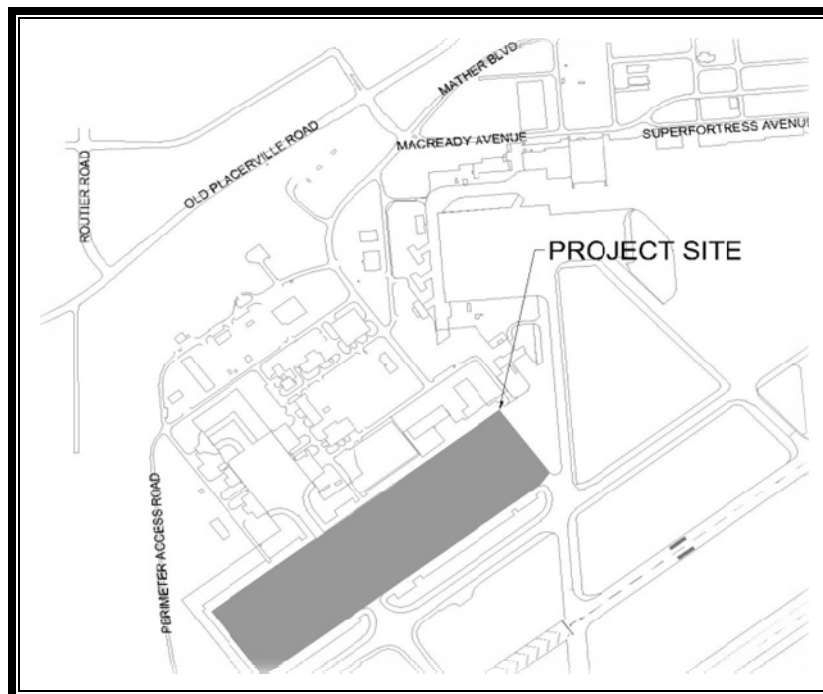 MATHER BLVD.
OLD PLACERVILLE ROAD
MACREADY AVENUE
SUPERFORTRESS AVENUE
ROUTIER ROAD
PROJECT SITE
PERIMETER ACCESS ROAD